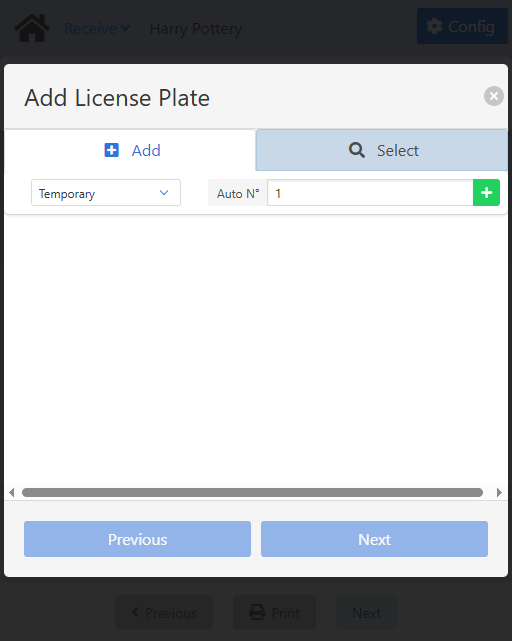 Receive Harry Pottery Config
Add License Plate
Add Select
Temporary Auto N° 1
Previous Next
Previous Print Next